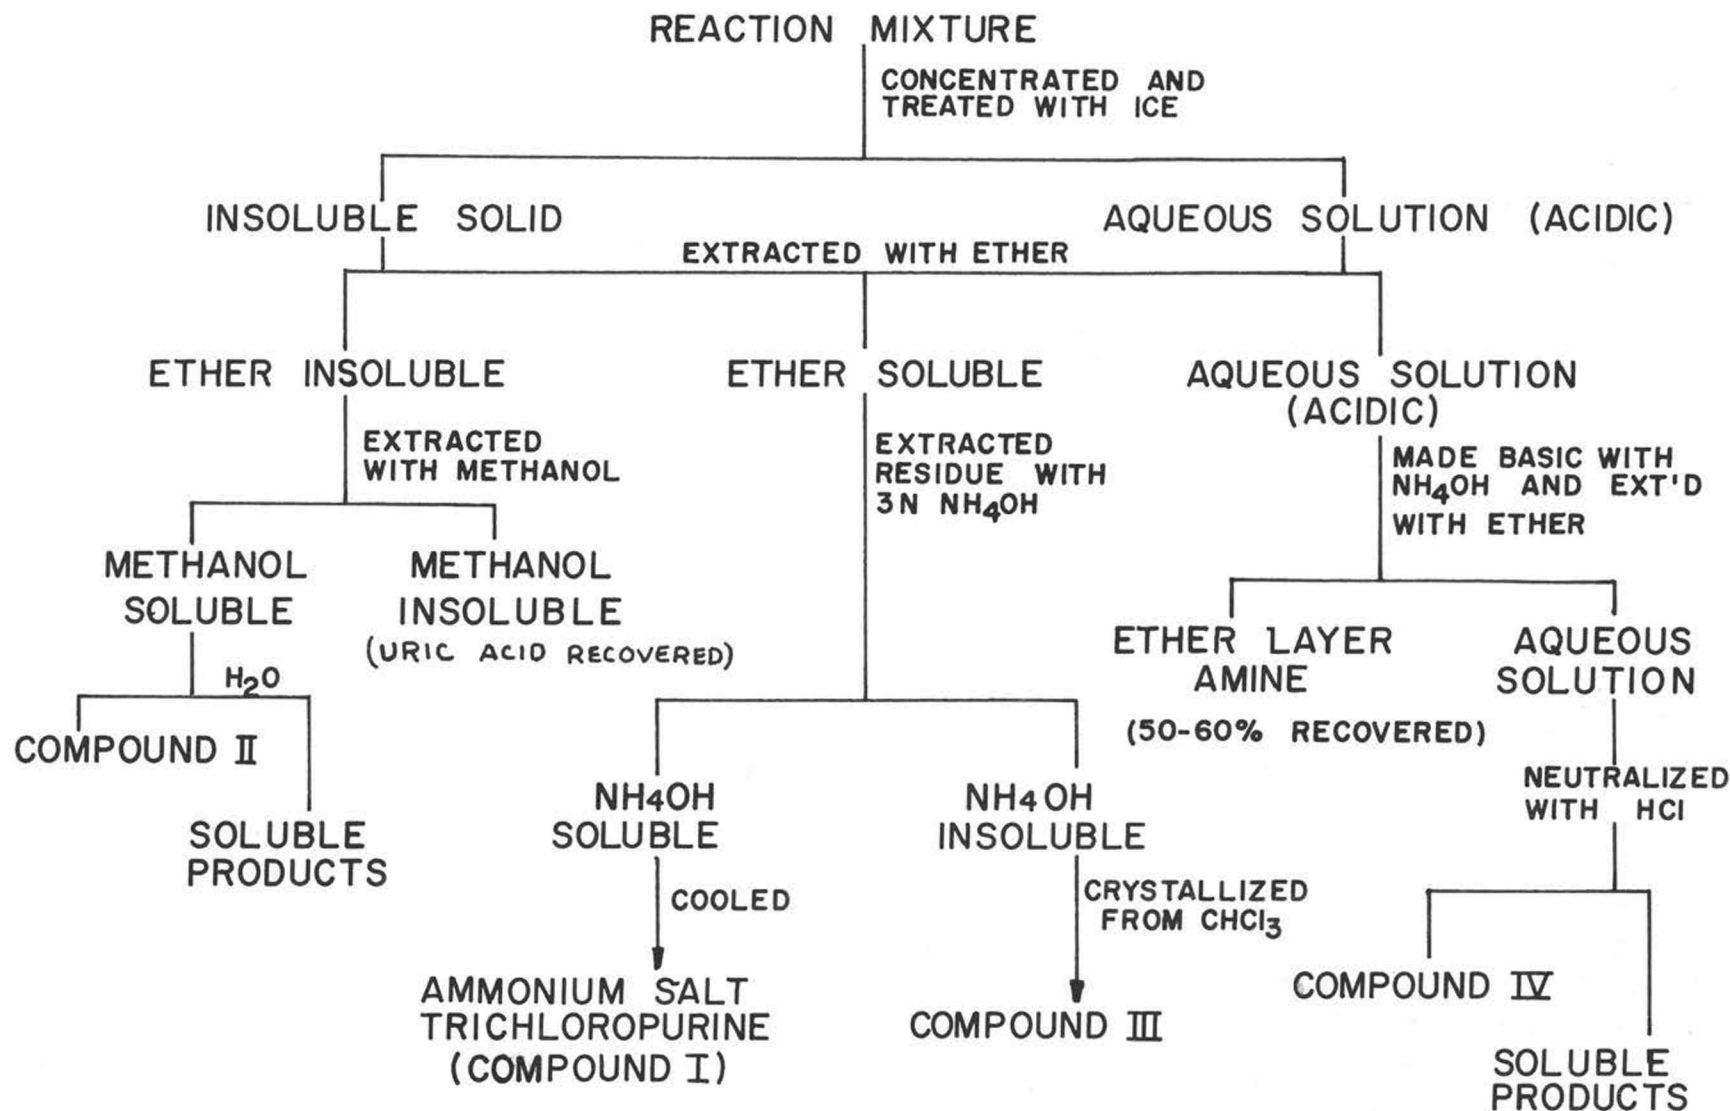 REACTION MIXTURE
CONCENTRATED AND
TREATED WITH ICE
INSOLUBLE SOLID
AQUEOUS SOLUTION (ACIDIC)
EXTRACTED WITH ETHER
ETHER INSOLUBLE
ETHER SOLUBLE
AQUEOUS SOLUTION
(ACIDIC)
EXTRACTED
WITH METHANOL
EXTRACTED
RESIDUE WITH
3N NH4OH
MADE BASIC WITH
NH4OH AND EXT'D
WITH ETHER
METHANOL
SOLUBLE
METHANOL
INSOLUBLE
(URIC ACID RECOVERED)
ETHER LAYER
AMINE
(50-60% RECOVERED)
AQUEOUS
SOLUTION
H2O
COMPOUND II
SOLUBLE
PRODUCTS
NH4OH
SOLUBLE
NH4OH
INSOLUBLE
NEUTRALIZED
WITH HCl
COOLED
CRYSTALLIZED
FROM CHCl3
AMMONIUM SALT
TRICHLOROPURINE
(COMPOUND I)
COMPOUND III
COMPOUND IV
SOLUBLE
PRODUCTS